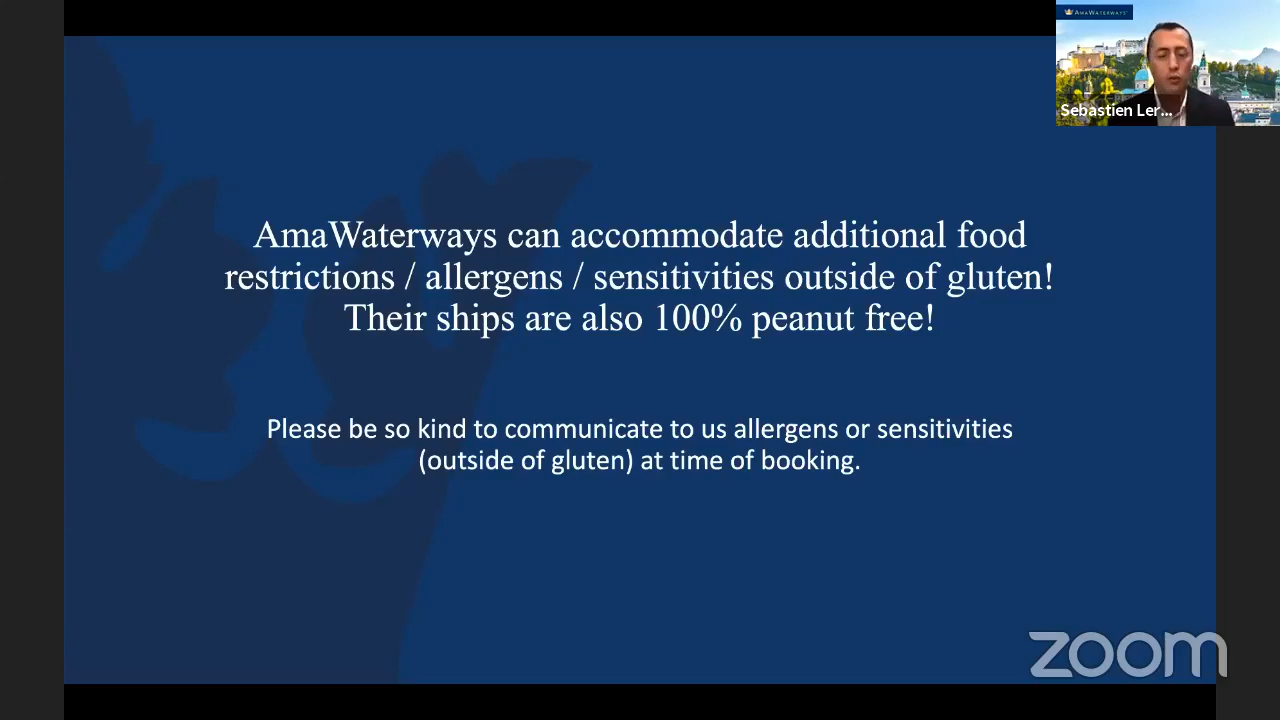 AMAWATERWAYS
Sebastien Ler...
AmaWaterways can accommodate additional food
restrictions / allergens / sensitivities outside of gluten!
Their ships are also 100% peanut free!
Please be so kind to communicate to us allergens or sensitivities
(outside of gluten) at time of booking.
zoom